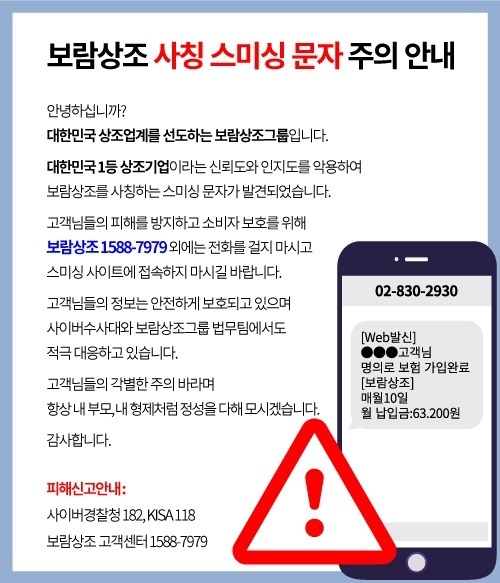 보람상조 사칭 스미싱 문자 주의 안내
안녕하십니까?
대한민국 상조업계를 선도하는 보람상조그룹입니다.
대한민국 1등 상조기업이라는 신뢰도와 인지도를 악용하여
보람상조를 사칭하는 스미싱 문자가 발견되었습니다.
고객님들의 피해를 방지하고 소비자 보호를 위해
보람상조 1588-7979 외에는 전화를 걸지 마시고
스미싱 사이트에 접속하지 마시길 바랍니다.
고객님들의 정보는 안전하게 보호되고 있으며
사이버수사대와 보람상조그룹 법무팀에서도
적극 대응하고 있습니다.
고객님들의 각별한 주의 바라며
항상 내 부모, 내 형제처럼 정성을 다해 모시겠습니다.
감사합니다.
피해신고안내 :
사이버경찰청 182, KISA 118
보람상조 고객센터 1588-7979
02-830-2930
[Web발신]
●●●고객님
명의로 보험 가입완료
[보람상조]
매월10일
월 납입금:63.200원
!